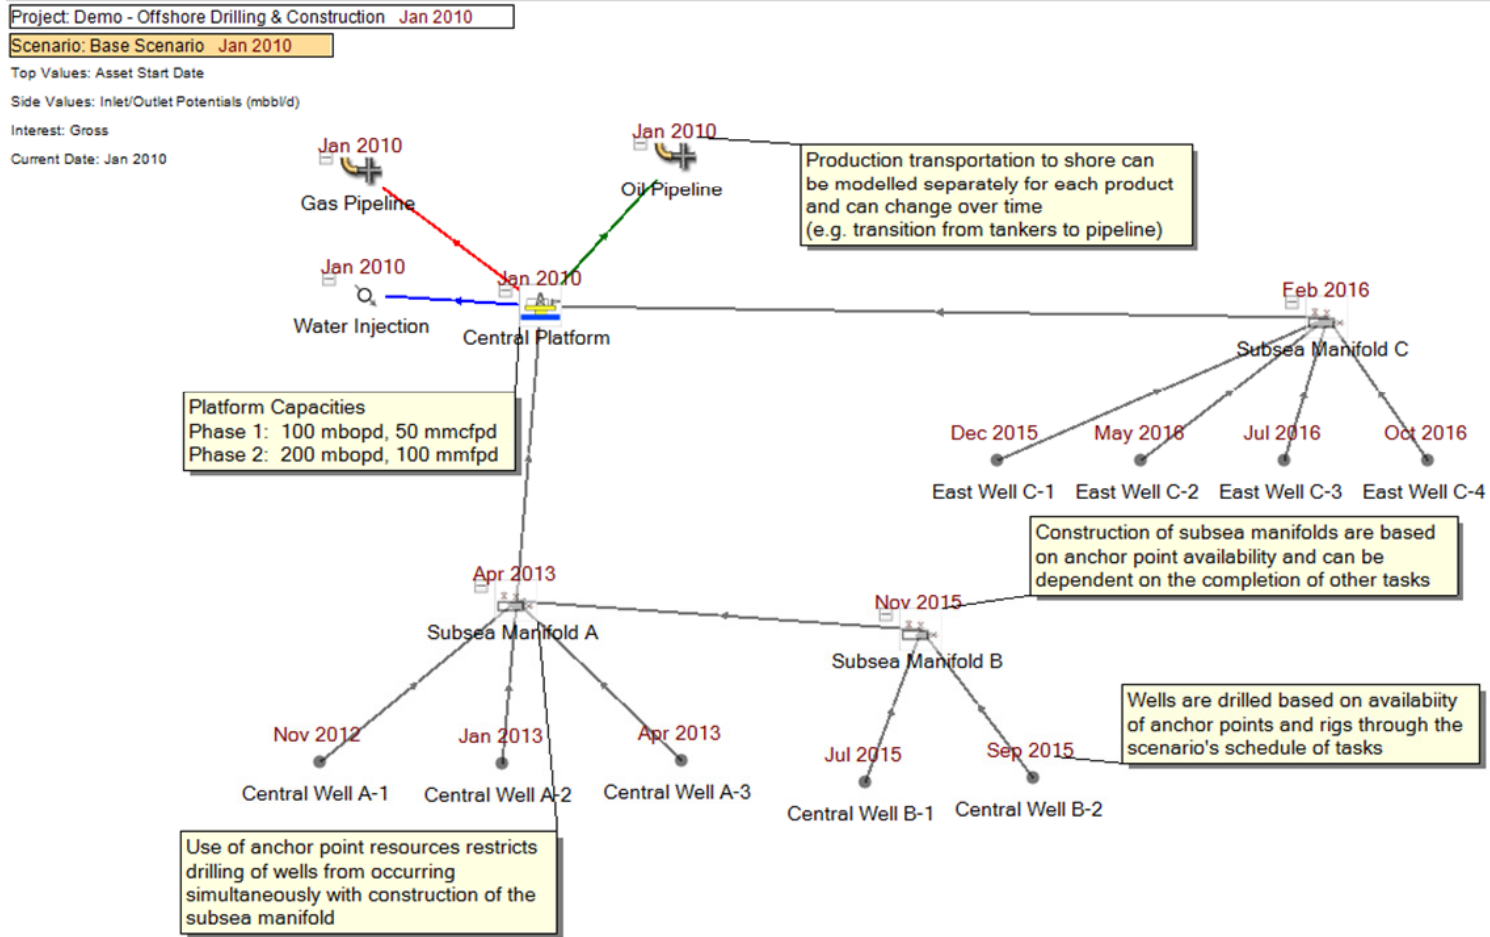 Project: Demo - Offshore Drilling & Construction Jan 2010
Scenario: Base Scenario Jan 2010
Top Values: Asset Start Date
Side Values: Inlet/Outlet Potentials (mbbl/d)
Interest: Gross
Current Date: Jan 2010
Jan 2010
Gas Pipeline
Jan 2010
Oil Pipeline
Production transportation to shore can
be modelled separately for each product
and can change over time
(e.g. transition from tankers to pipeline)
Jan 2010
Water Injection
Jan 2010
Central Platform
Feb 2016
Subsea Manifold C
Platform Capacities
Phase 1: 100 mbopd, 50 mmcfpd
Phase 2: 200 mbopd, 100 mmfpd
Dec 2015
May 2016
Jul 2016
Oct 2016
East Well C-1
East Well C-2
East Well C-3
East Well C-4
Construction of subsea manifolds are based
on anchor point availability and can be
dependent on the completion of other tasks
Apr 2013
Subsea Manifold A
Nov 2015
Subsea Manifold B
Wells are drilled based on availabiity
of anchor points and rigs through the
scenario's schedule of tasks
Nov 2012
Jan 2013
Apr 2013
Jul 2015
Sep 2015
Central Well A-1
Central Well A-2
Central Well A-3
Central Well B-1
Central Well B-2
Use of anchor point resources restricts
drilling of wells from occurring
simultaneously with construction of the
subsea manifold